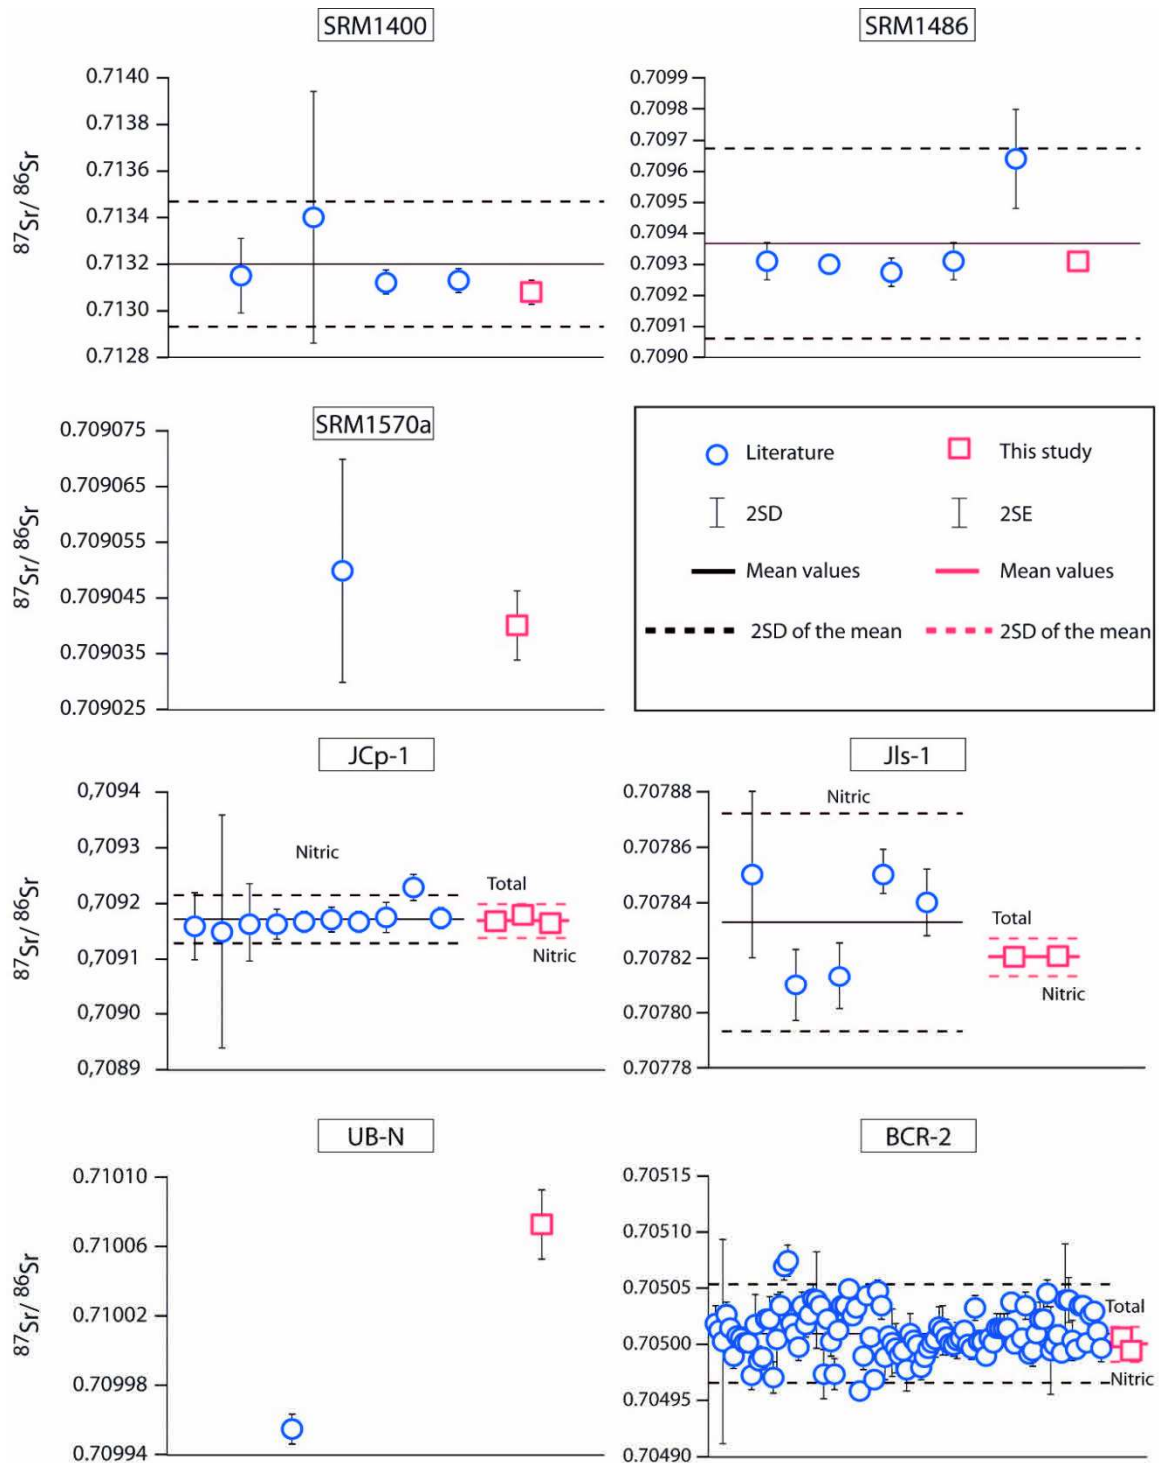 SRM1400
⁸⁷Sr/ ⁸⁶Sr
0.7140
0.7138
0.7136
0.7134
0.7132
0.7130
0.7128
SRM1486
0.7099
0.7098
0.7097
0.7096
0.7095
0.7094
0.7093
0.7092
0.7091
0.7090
SRM1570a
⁸⁷Sr/ ⁸⁶Sr
0.709075
0.709065
0.709055
0.709045
0.709035
0.709025
Literature
This study
2SD
2SE
Mean values
Mean values
2SD of the mean
2SD of the mean
JCp-1
⁸⁷Sr/ ⁸⁶Sr
0,7094
0,7093
0,7092
0,7091
0,7090
0,7089
Nitric
Total
Nitric
Jls-1
0.70788
0.70786
0.70784
0.70782
0.70780
0.70778
Nitric
Total
Nitric
UB-N
⁸⁷Sr/ ⁸⁶Sr
0.71010
0.71006
0.71002
0.70998
0.70994
BCR-2
0.70515
0.70510
0.70505
0.70500
0.70495
0.70490
Total
Nitric